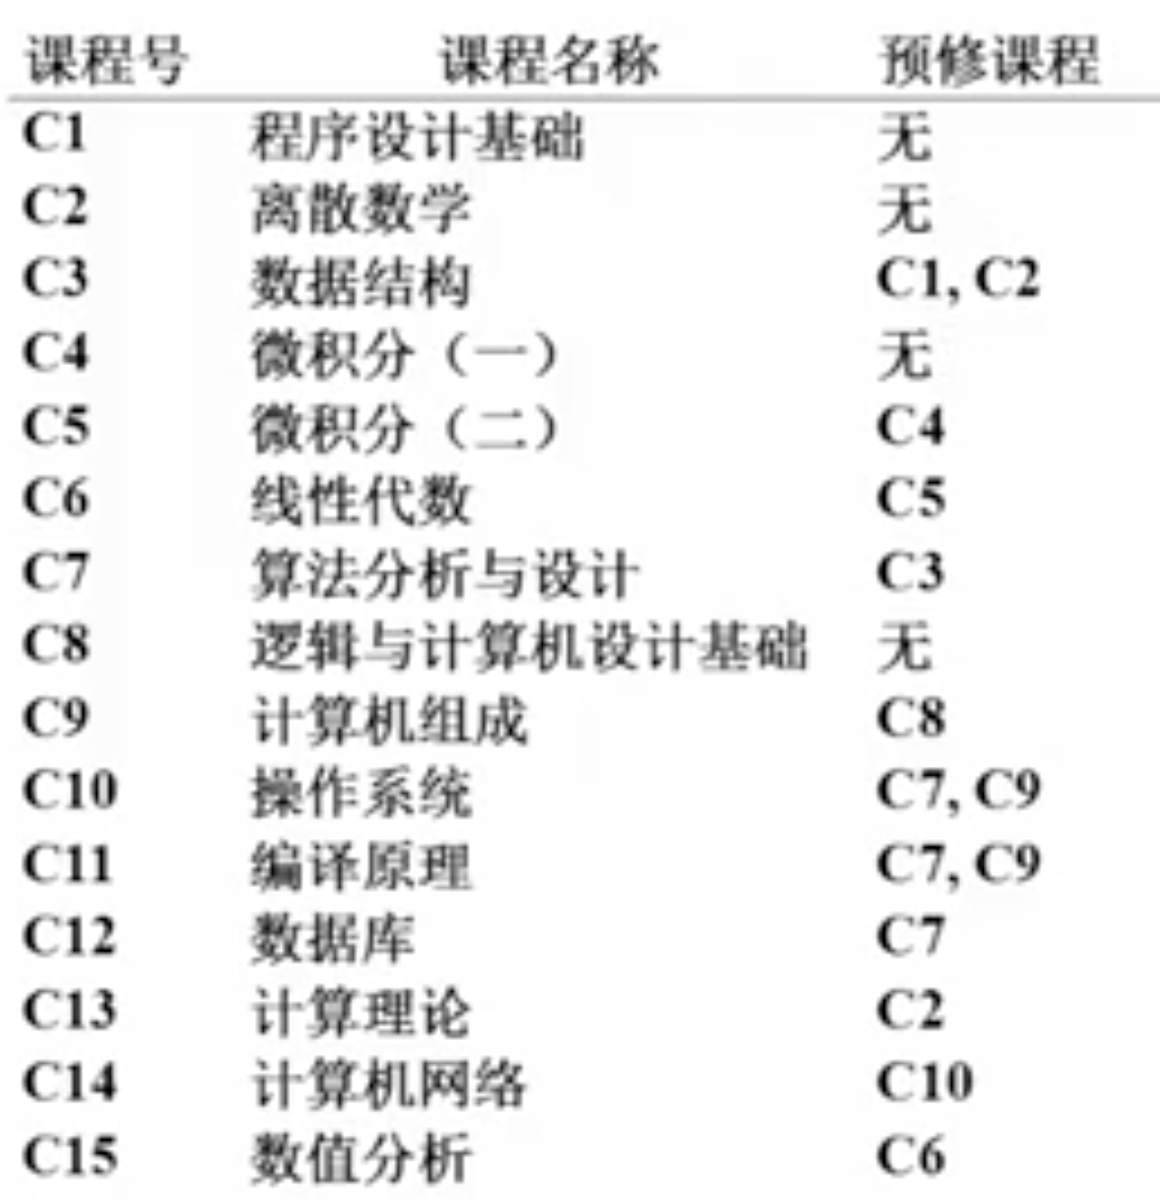 课程号 课程名称 预修课程
C1 程序设计基础 无
C2 离散数学 无
C3 数据结构 C1, C2
C4 微积分（一） 无
C5 微积分（二） C4
C6 线性代数 C5
C7 算法分析与设计 C3
C8 逻辑与计算机设计基础 无
C9 计算机组成 C8
C10 操作系统 C7, C9
C11 编译原理 C7, C9
C12 数据库 C7
C13 计算理论 C2
C14 计算机网络 C10
C15 数值分析 C6